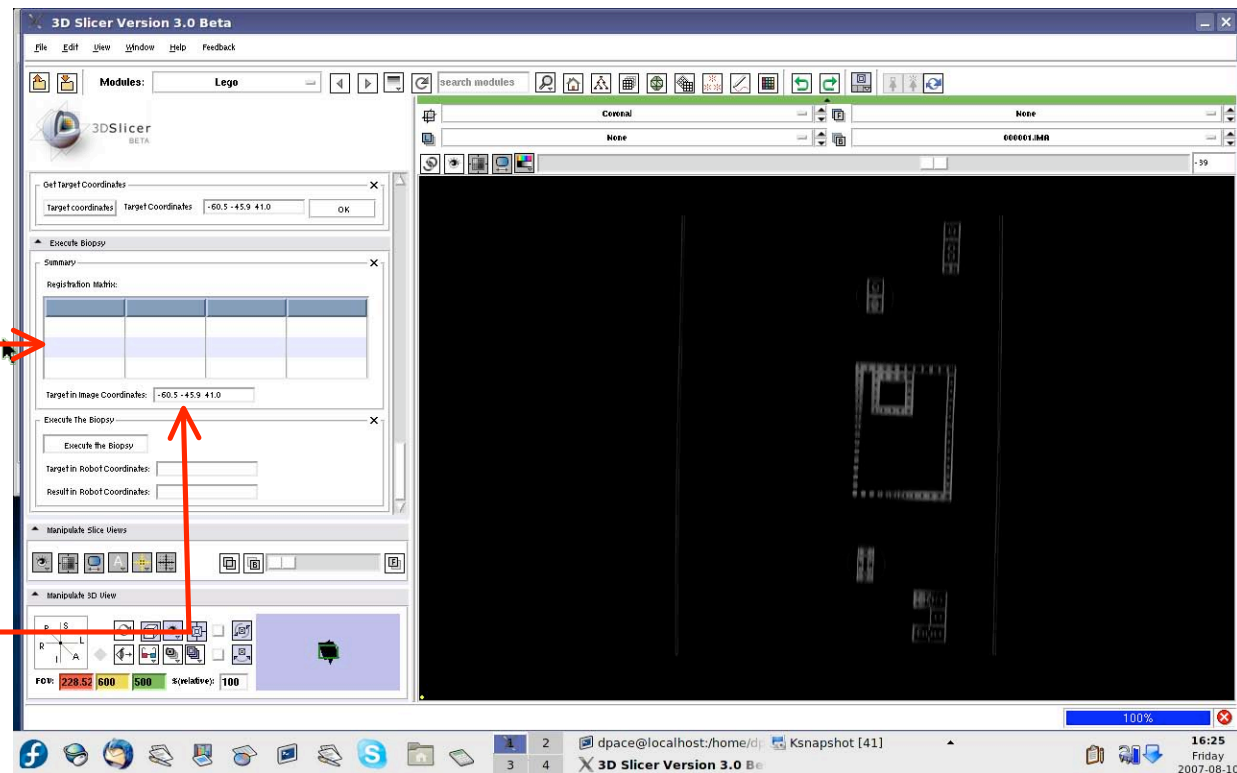 3D Slicer Version 3.0 Beta
File Edit View Window Help Feedback
Modules: Lego search modules
3DSlicer
BETA
Coronal None
None 000001.IMA
-39
Get Target Coordinates
Target coordinates Target Coordinates -60.5 -45.9 41.0 OK
Execute Biopsy
Summary
Registration Matrix:
Target in Image Coordinates: -60.5 -45.9 41.0
Execute The Biopsy
Execute the Biopsy
Target in Robot Coordinates:
Result in Robot Coordinates:
Manipulate Slice Views
B F
Manipulate 3D View
P S
R L
I A
FOV: 228.52 600 500 %(relative): 100
100%
1 2 dpace@localhost:/home/dp Ksnapshot [41] 16:25
3 4 3D Slicer Version 3.0 Be Friday
2007-08-10